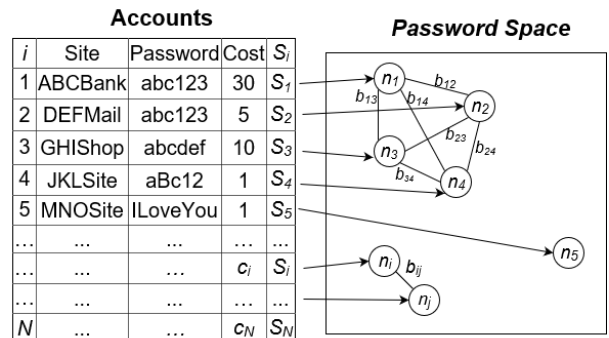 Accounts
i Site Password Cost Si
1 ABCBank abc123 30 S1
2 DEFMail abc123 5 S2
3 GHIShop abcdef 10 S3
4 JKLSite aBc12 1 S4
5 MNOSite ILoveYou 1 S5
... ... ... ... ...
... ... ... ci Si
... ... ... ... ...
N ... ... cN SN
Password Space
n1
b12
b13
b14
n2
b23
b24
n3
b34
n4
n5
ni
bij
nj